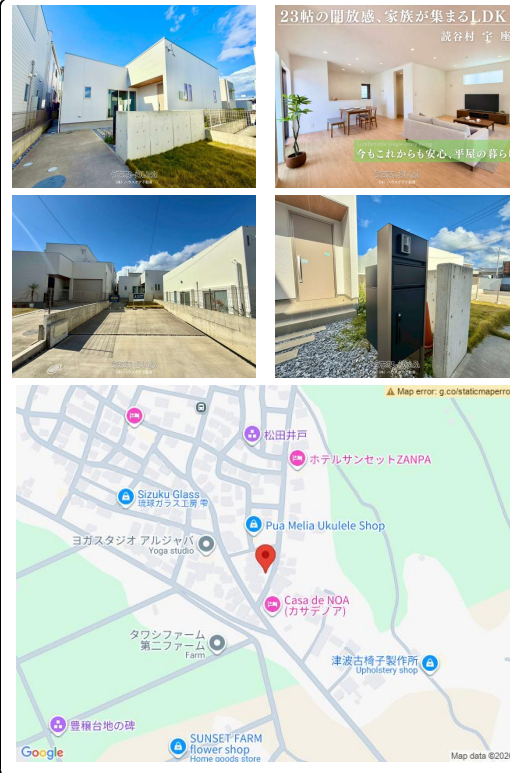 23帖の開放感、家族が集まるLDK
読谷村 宇座
今もこれからも安心、平屋の暮らし
Map error: g.co/staticmaperro
松田井戸
ホテルサンセットZANPA
Sizuku Glass
琉球ガラス工房 雫
Pua Melia Ukulele Shop
ヨガスタジオ アルジャバ
Yoga studio
Casa de NOA
(カサデノア)
タワシファーム
第二ファーム
Farm
津波古椅子製作所
Upholstery shop
豊穣台地の碑
SUNSET FARM
flower shop
Home goods store
Google
Map data ©2026